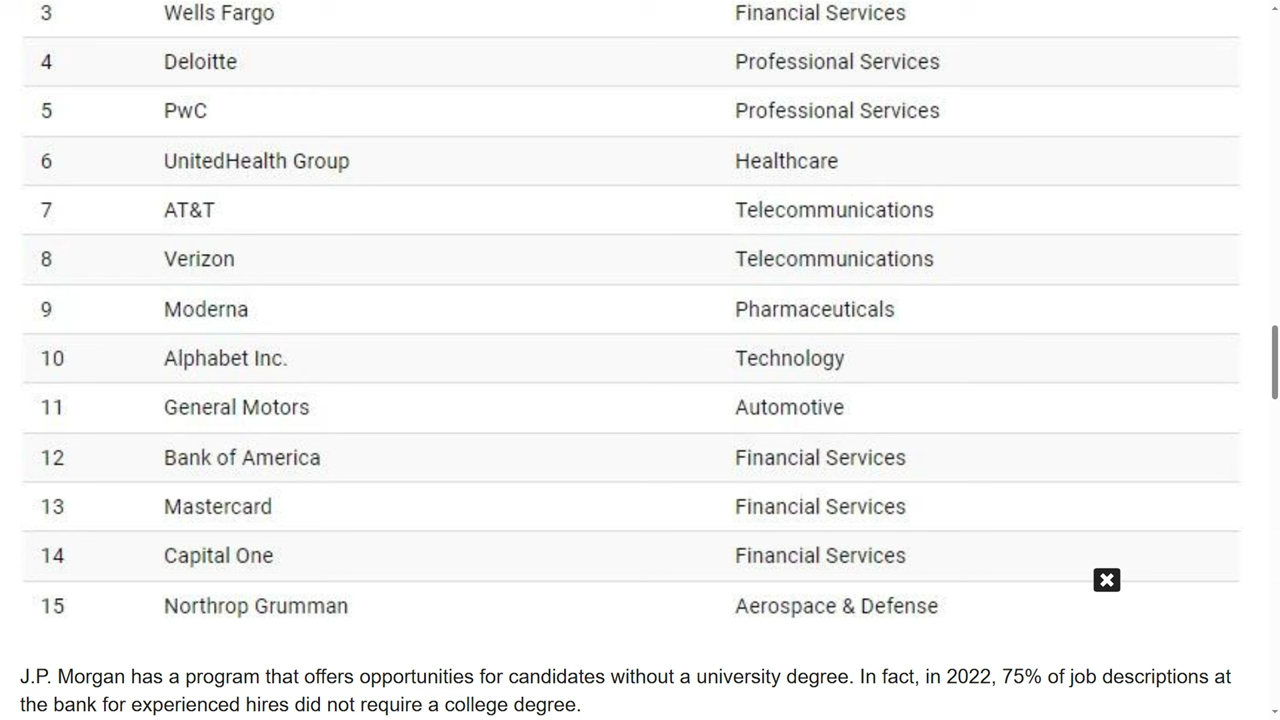 3 Wells Fargo Financial Services
4 Deloitte Professional Services
5 PwC Professional Services
6 UnitedHealth Group Healthcare
7 AT&T Telecommunications
8 Verizon Telecommunications
9 Moderna Pharmaceuticals
10 Alphabet Inc. Technology
11 General Motors Automotive
12 Bank of America Financial Services
13 Mastercard Financial Services
14 Capital One Financial Services
15 Northrop Grumman Aerospace & Defense
J.P. Morgan has a program that offers opportunities for candidates without a university degree. In fact, in 2022, 75% of job descriptions at
the bank for experienced hires did not require a college degree.